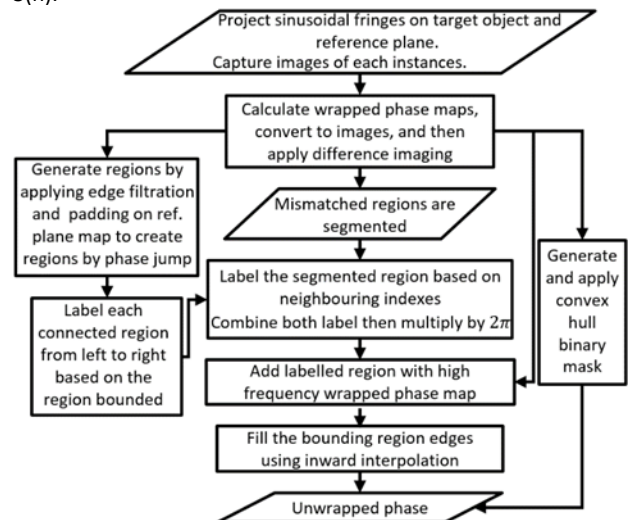 Project sinusoidal fringes on target object and
reference plane.
Capture images of each instances.
Calculate wrapped phase maps,
convert to images, and then
apply difference imaging
Generate regions by
applying edge filtration
and padding on ref.
plane map to create
regions by phase jump
Mismatched regions are
segmented
Label each
connected region
from left to right
based on the
region bounded
Label the segmented region based on
neighbouring indexes
Combine both label then multiply by 2π
Generate
and apply
convex
hull
binary
mask
Add labelled region with high
frequency wrapped phase map
Fill the bounding region edges
using inward interpolation
Unwrapped phase